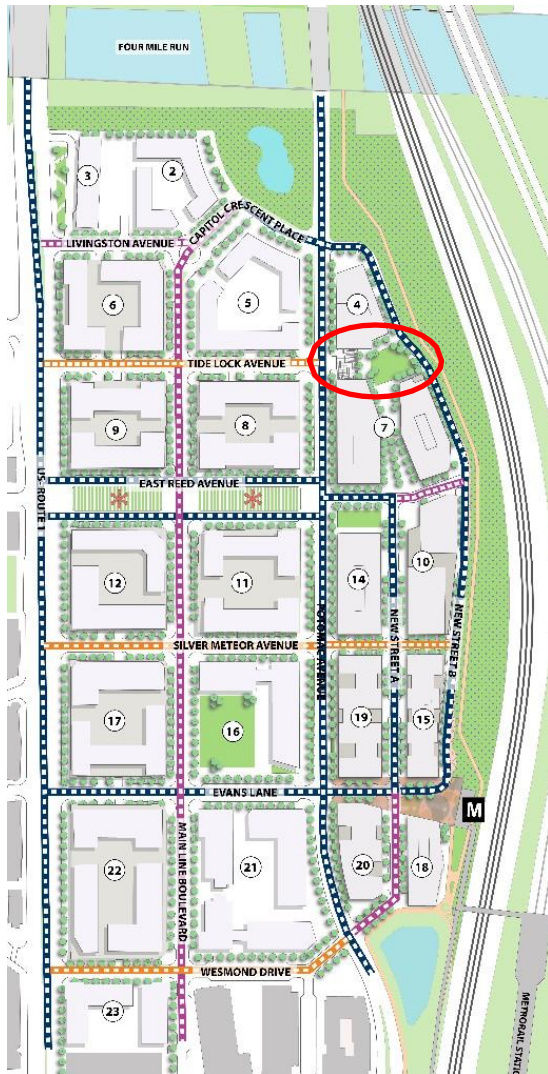 FOUR MILE RUN
3
2
CAPITOL CRESCENT PLACE
LIVINGSTON AVENUE
6
5
4
TIDE LOCK AVENUE
9
8
7
EAST REED AVENUE
US- ROUTE 1
12
11
14
10
POTOMAC AVENUE
NEW STREET A
NEW STREET B
SILVER METEOR AVENUE
17
16
19
15
EVANS LANE
M
MAIN LINE BOULEVARD
22
21
20
18
WESMOND DRIVE
23
METRORAIL STATI